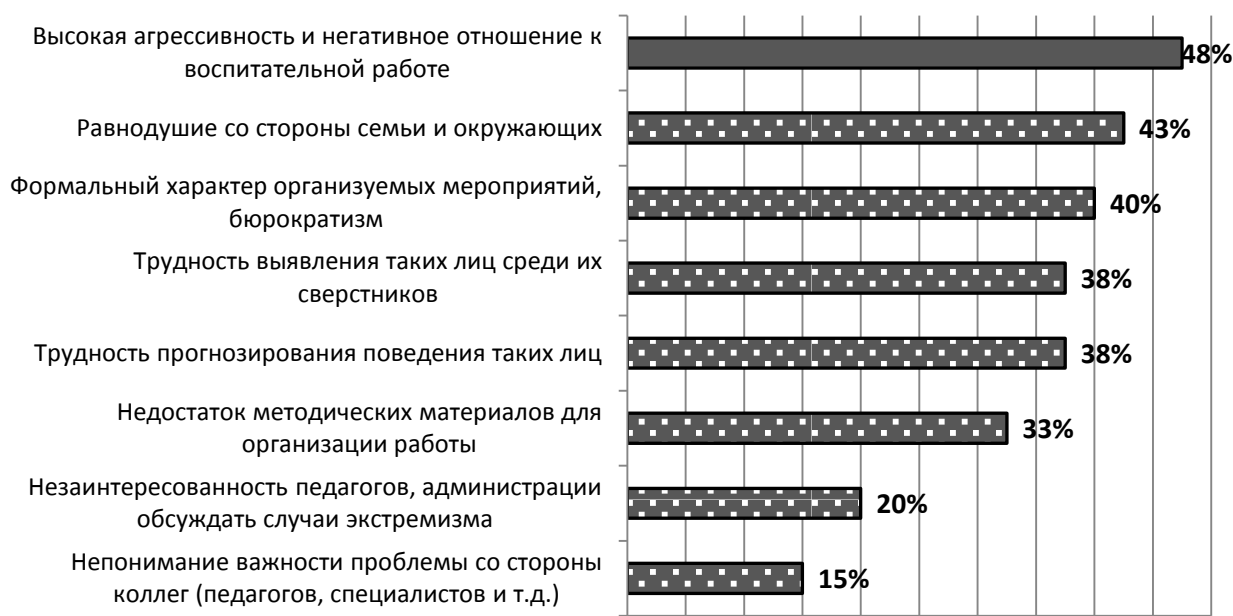 Высокая агрессивность и негативное отношение к
воспитательной работе
48%
Равнодушие со стороны семьи и окружающих
43%
Формальный характер организуемых мероприятий,
бюрократизм
40%
Трудность выявления таких лиц среди их
сверстников
38%
Трудность прогнозирования поведения таких лиц
38%
Недостаток методических материалов для
организации работы
33%
Незаинтересованность педагогов, администрации
обсуждать случаи экстремизма
20%
Непонимание важности проблемы со стороны
коллег (педагогов, специалистов и т.д.)
15%